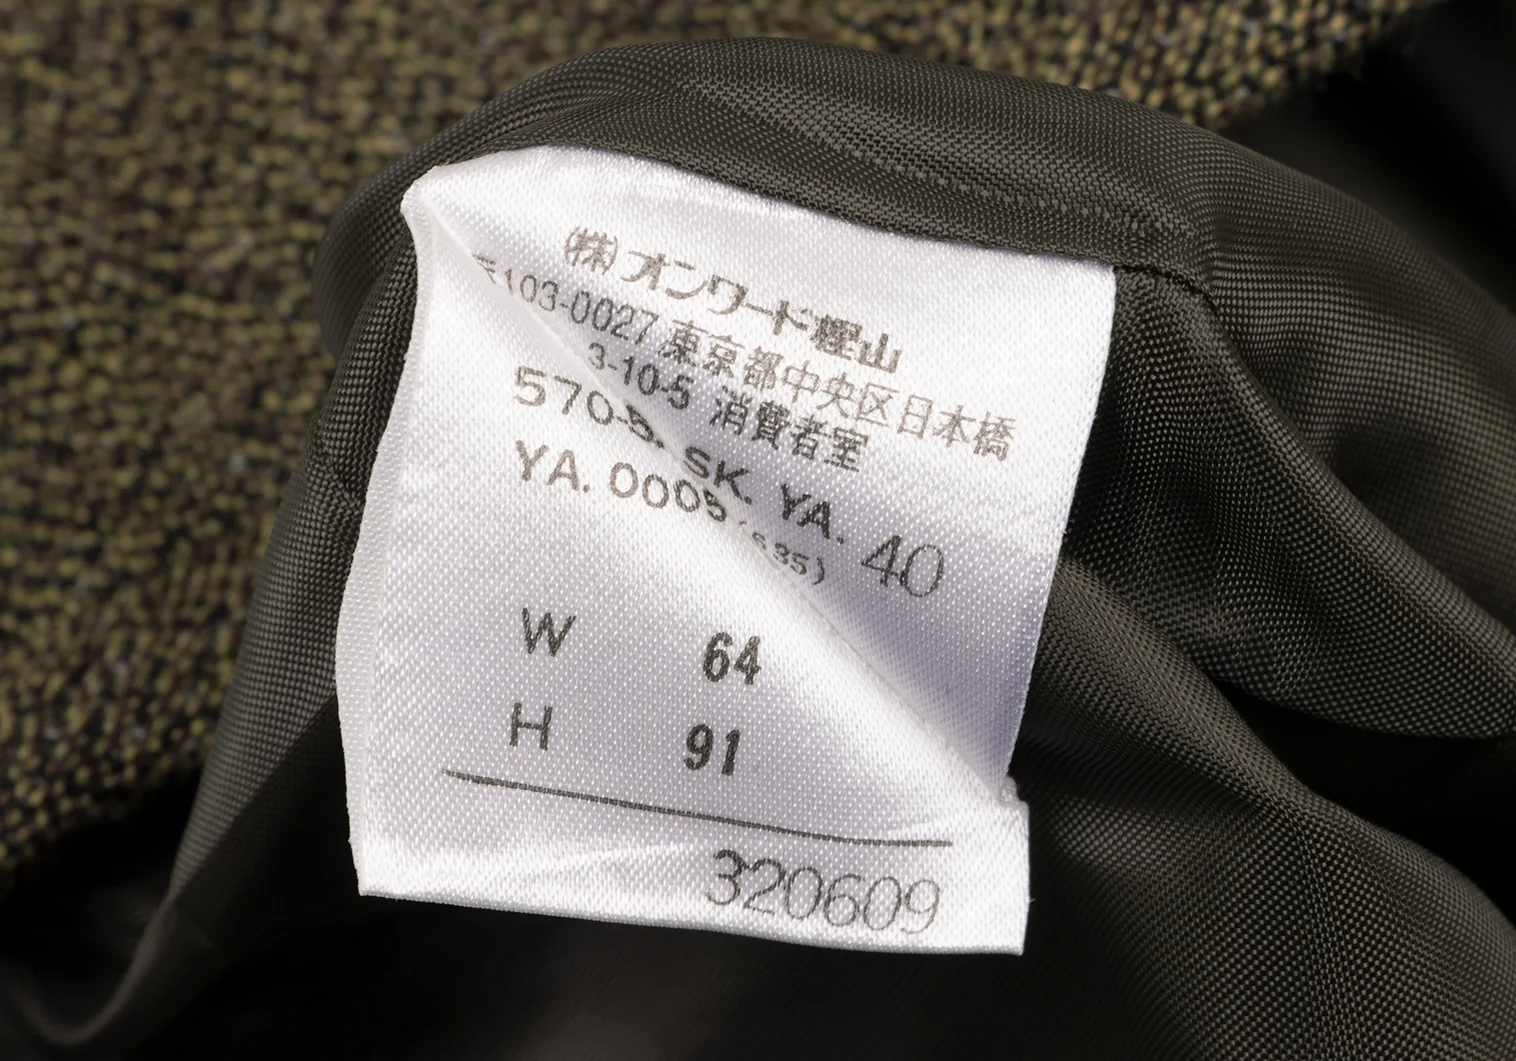 (株)オンワード樫山
〒103-0027 東京都中央区日本橋
3-10-5 消費者室
570-5. SK. YA. 40
YA. 0005 (S35)
W 64
H 91
320609